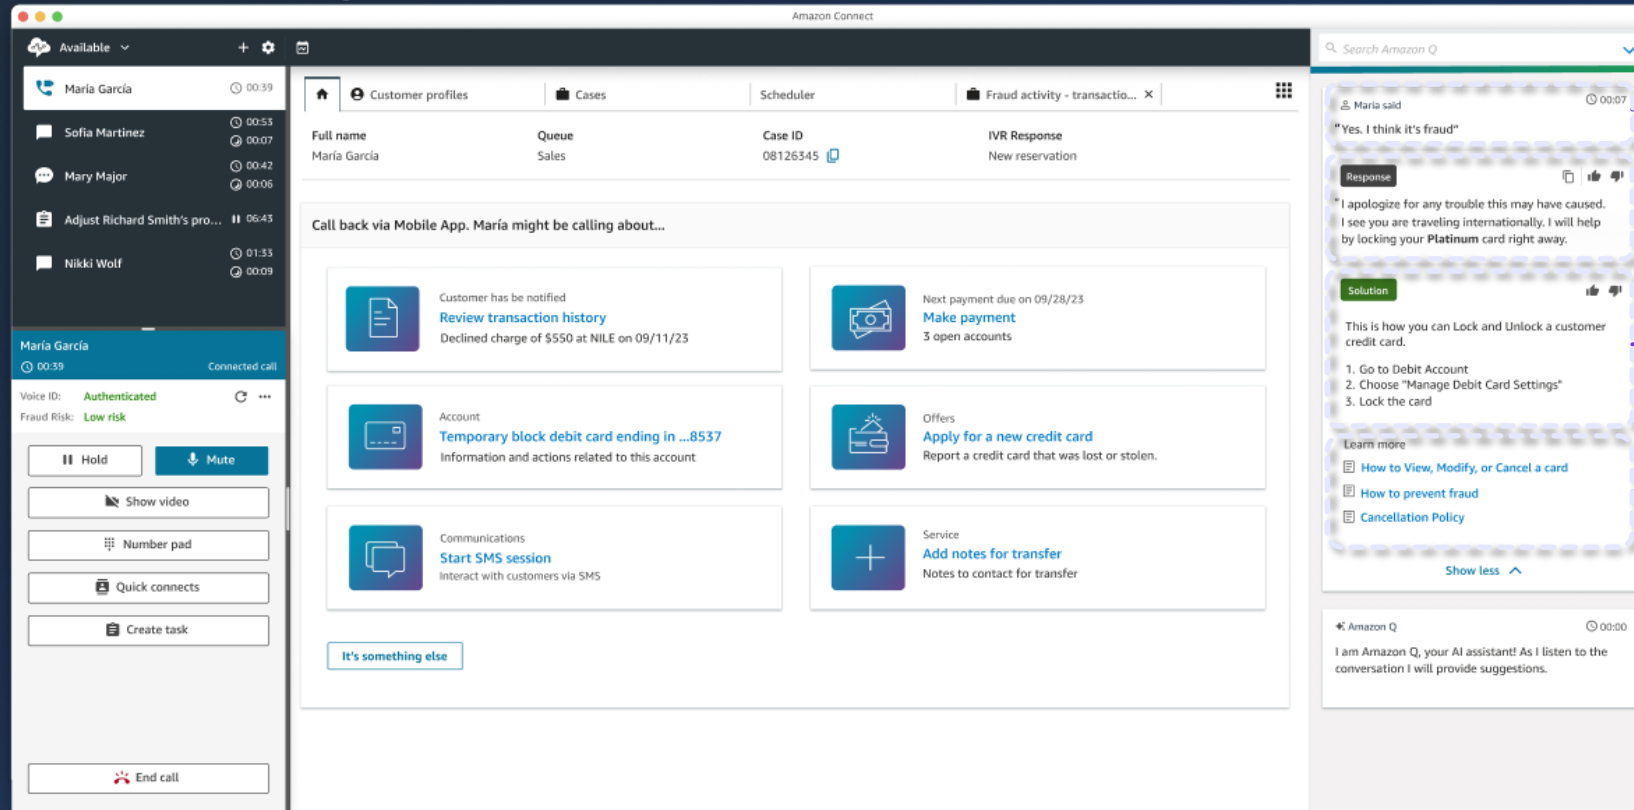 Amazon Connect
Available
María García 00:39
Sofia Martinez 00:53
00:07
Mary Major 00:42
00:06
Adjust Richard Smith's pro... 06:43
Nikki Wolf 01:33
00:09
María García
00:39 Connected call
Voice ID: Authenticated
Fraud Risk: Low risk
Hold Mute
Show video
Number pad
Quick connects
Create task
End call
Customer profiles Cases Scheduler Fraud activity - transactio...
Full name Queue Case ID IVR Response
María García Sales 08126345 New reservation
Call back via Mobile App. María might be calling about...
Customer has be notified
Review transaction history
Declined charge of $550 at NILE on 09/11/23
Next payment due on 09/28/23
Make payment
3 open accounts
Account
Temporary block debit card ending in ...8537
Information and actions related to this account
Offers
Apply for a new credit card
Report a credit card that was lost or stolen.
Communications
Start SMS session
Interact with customers via SMS
Service
Add notes for transfer
Notes to contact for transfer
It's something else
Search Amazon Q
Maria said 00:07
"Yes. I think it's fraud"
Response
"I apologize for any trouble this may have caused.
I see you are traveling internationally. I will help
by locking your Platinum card right away.
Solution
This is how you can Lock and Unlock a customer
credit card.
1. Go to Debit Account
2. Choose "Manage Debit Card Settings"
3. Lock the card
Learn more
How to View, Modify, or Cancel a card
How to prevent fraud
Cancellation Policy
Show less
Amazon Q 00:00
I am Amazon Q, your AI assistant! As I listen to the
conversation I will provide suggestions.